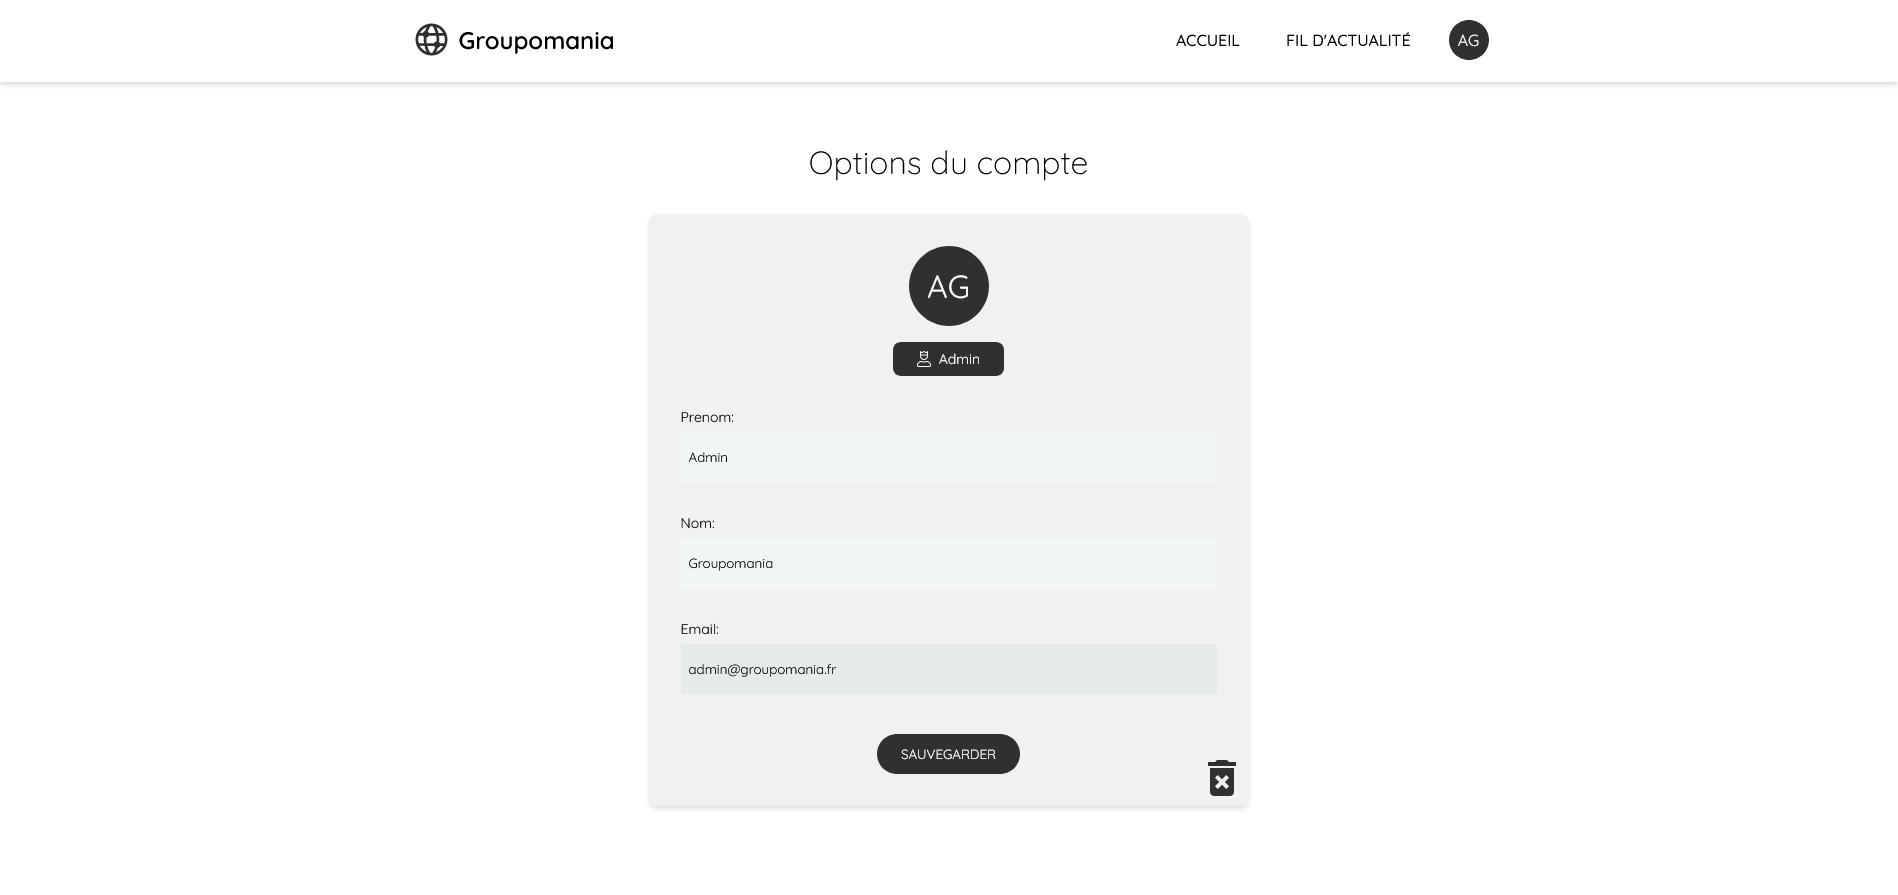 Groupomania
ACCUEIL
FIL D'ACTUALITÉ
AG
Options du compte
AG
Admin
Prenom:
Admin
Nom:
Groupomania
Email:
admin@groupomania.fr
SAUVEGARDER